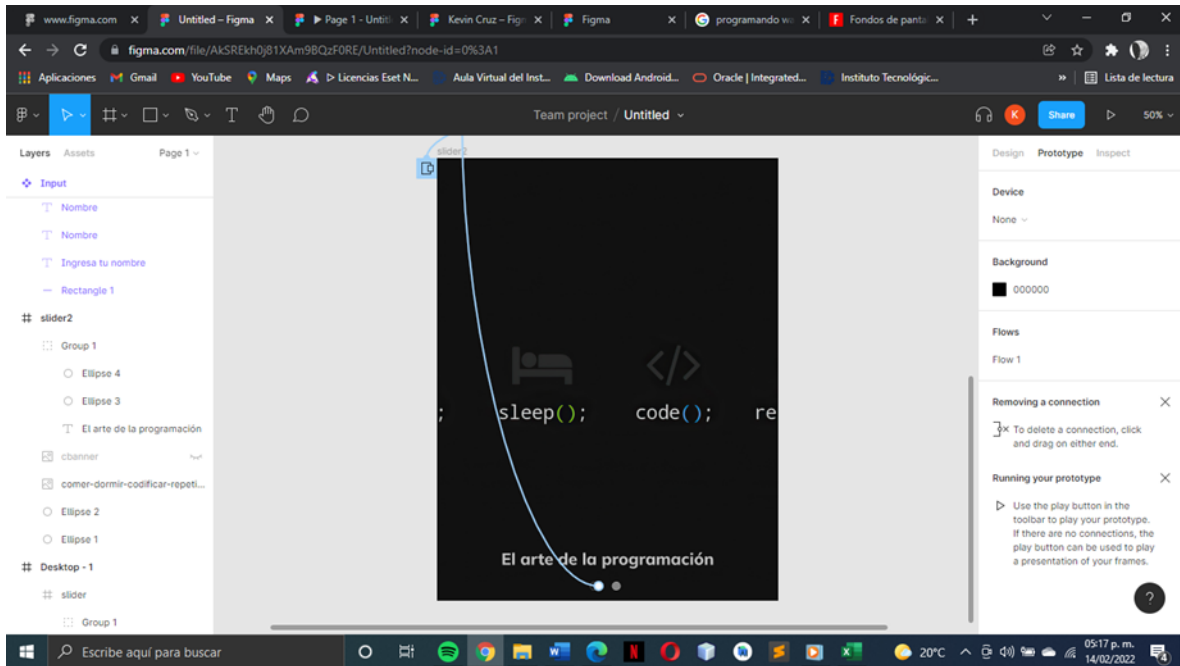 www.figma.com
Untitled – Figma
Page 1 - Untitl
Kevin Cruz – Figm
Figma
programando w
Fondos de panta
figma.com/file/AkSREkh0j81XAm9BQzF0RE/Untitled?node-id=0%3A1
Aplicaciones
Gmail
YouTube
Maps
Licencias Eset N...
Aula Virtual del Inst...
Download Android...
Oracle | Integrated...
Instituto Tecnológic...
»
Lista de lectura
Team project / Untitled
K
Share
50%
Layers Assets Page 1
Input
Nombre
Nombre
Ingresa tu nombre
Rectangle 1
slider2
Group 1
Ellipse 4
Ellipse 3
El arte de la programación
cbanner
comer-dormir-codificar-repeti...
Ellipse 2
Ellipse 1
Desktop - 1
slider
Group 1
slider2
</>
; sleep(); code(); re
El arte de la programación
Design Prototype Inspect
Device
None
Background
000000
Flows
Flow 1
Removing a connection
To delete a connection, click
and drag on either end.
Running your prototype
Use the play button in the
toolbar to play your prototype.
If there are no connections, the
play button can be used to play
a presentation of your frames.
?
Escribe aquí para buscar
20°C
05:17 p. m.
14/02/2022
4